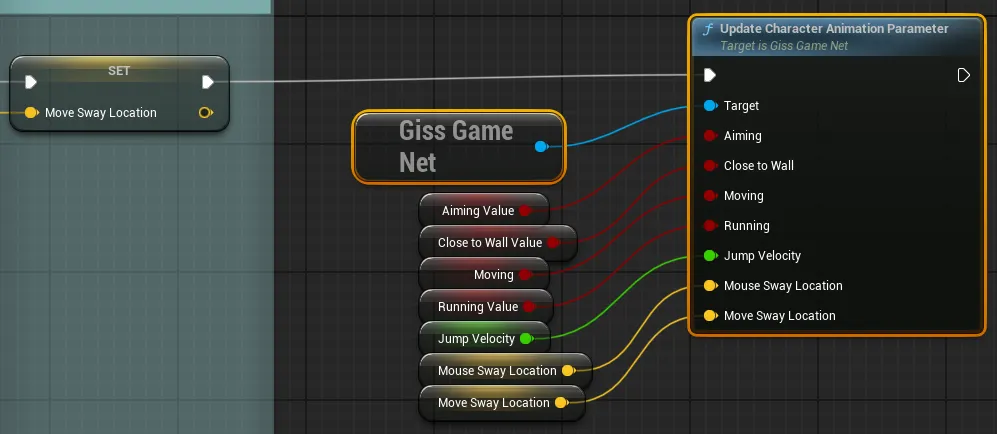 SET
Move Sway Location
Giss Game
Net
Aiming Value
Close to Wall Value
Moving
Running Value
Jump Velocity
Mouse Sway Location
Move Sway Location
f Update Character Animation Parameter
Target is Giss Game Net
Target
Aiming
Close to Wall
Moving
Running
Jump Velocity
Mouse Sway Location
Move Sway Location